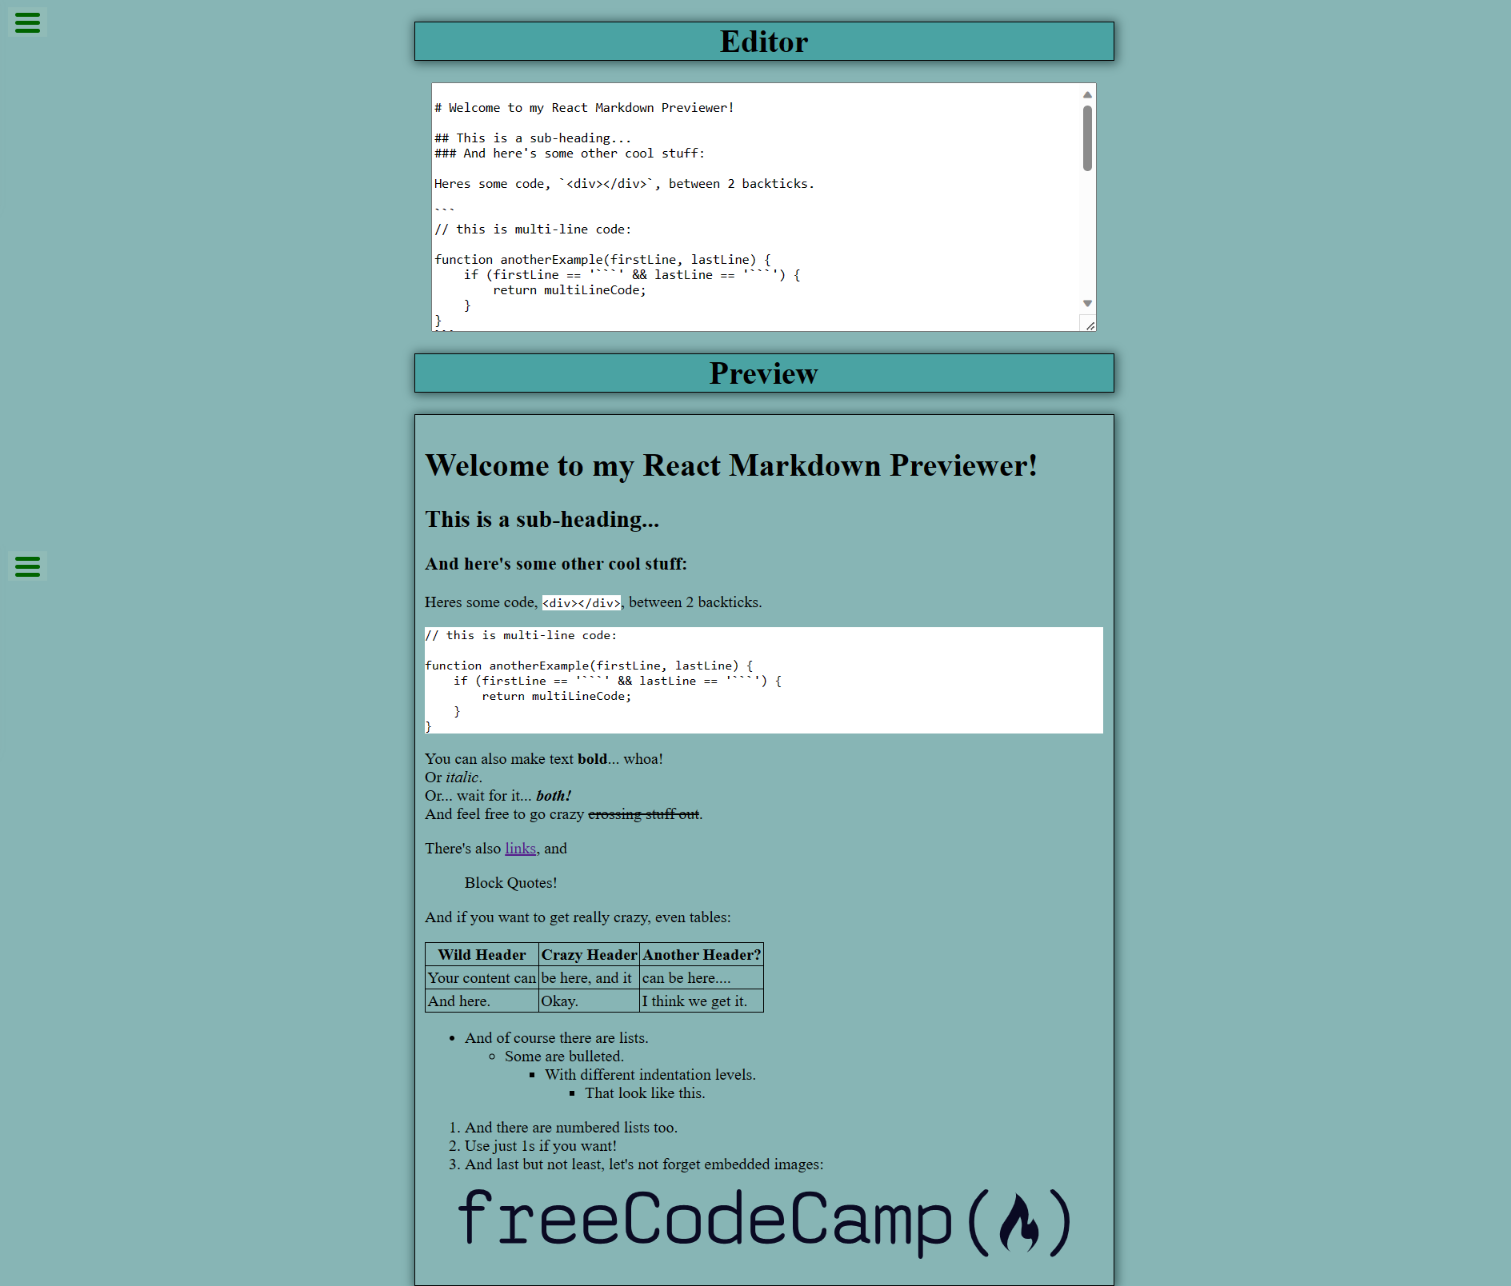 Editor
# Welcome to my React Markdown Previewer!
## This is a sub-heading...
### And here's some other cool stuff:
Heres some code, `<div></div>`, between 2 backticks.
```
// this is multi-line code:
function anotherExample(firstLine, lastLine) {
    if (firstLine == '```' && lastLine == '```') {
        return multiLineCode;
    }
}
```
Preview
Welcome to my React Markdown Previewer!
This is a sub-heading...
And here's some other cool stuff:
Heres some code, <div></div>, between 2 backticks.
// this is multi-line code:
function anotherExample(firstLine, lastLine) {
    if (firstLine == '```' && lastLine == '```') {
        return multiLineCode;
    }
}
You can also make text bold... whoa!
Or italic.
Or... wait for it... both!
And feel free to go crazy crossing stuff out.
There's also links, and
Block Quotes!
And if you want to get really crazy, even tables:
Wild Header Crazy Header Another Header?
Your content can be here, and it can be here....
And here. Okay. I think we get it.
And of course there are lists.
Some are bulleted.
With different indentation levels.
That look like this.
1. And there are numbered lists too.
2. Use just 1s if you want!
3. And last but not least, let's not forget embedded images:
freeCodeCamp